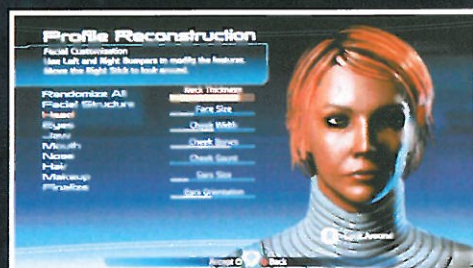 Profile Reconstruction
Facial Customization
Use Left and Right Bumpers to modify the features.
Move the Right Stick to look around.
Randomize All
Facial Structure
Head
Eyes
Jaw
Mouth
Nose
Hair
Makeup
Finalize
Neck Thickness
Face Size
Cheek Width
Cheek Bones
Cheek Gaunt
Ears Size
Ears Orientation
Look Around
Accept
Back